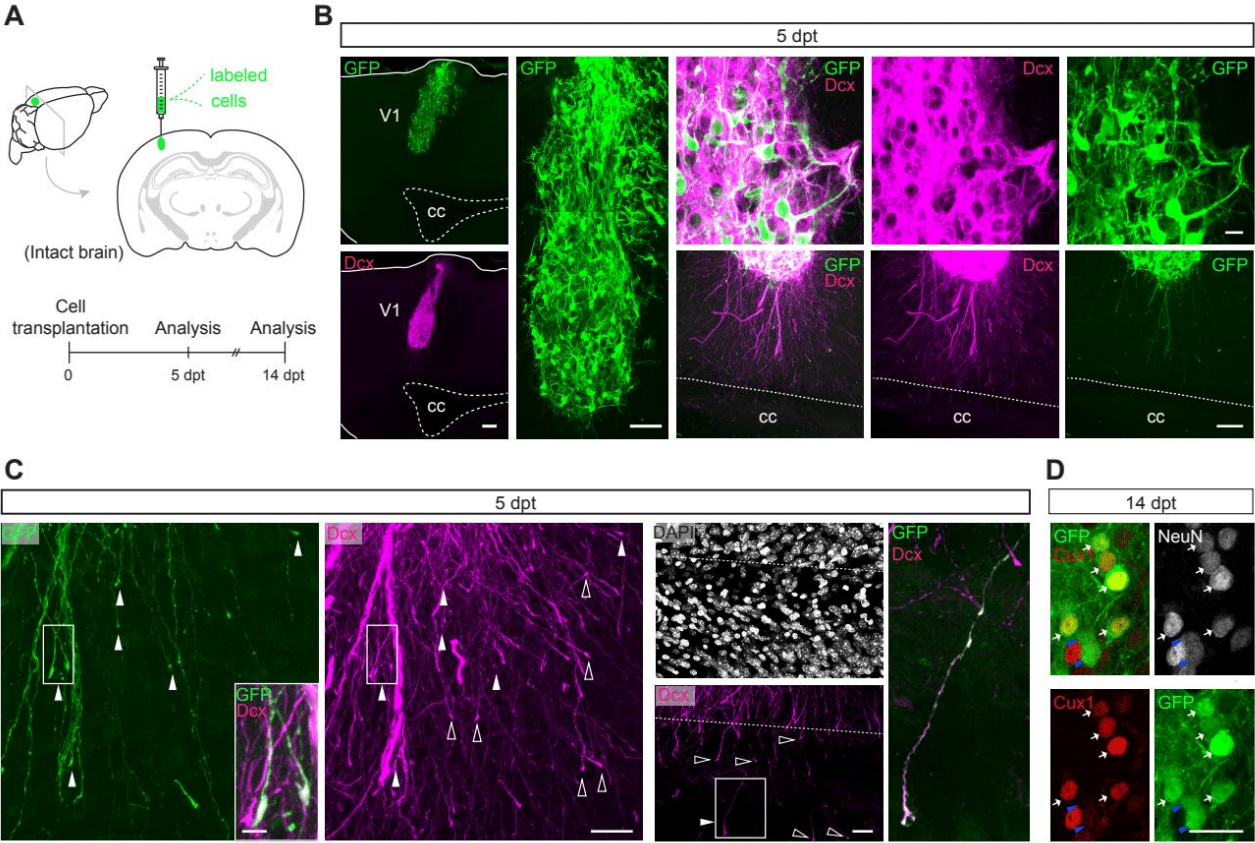 A
labeled
cells
(Intact brain)
Cell
transplantation
Analysis
Analysis
0
5 dpt
14 dpt
B
5 dpt
GFP
V1
cc
GFP
GFP
Dcx
Dcx
GFP
Dcx
V1
cc
GFP
Dcx
cc
Dcx
cc
GFP
cc
C
5 dpt
GFP
GFP
Dcx
Dcx
DAPI
Dcx
GFP
Dcx
D
14 dpt
GFP
Cux1
NeuN
Cux1
GFP